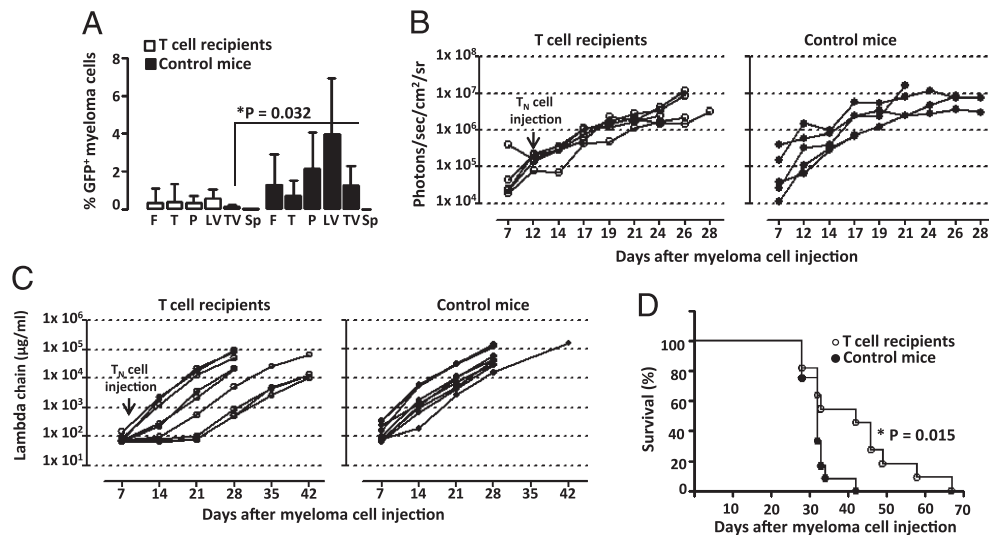 A
T cell recipients
Control mice
*P = 0.032
% GFP+ myeloma cells
8
6
4
2
0
F T P LV TV Sp F T P LV TV Sp
B
T cell recipients
Control mice
Photons/sec/cm²/sr
1x 10⁸
1x 10⁷
1x 10⁶
1x 10⁵
1x 10⁴
TN cell
injection
7 12 14 17 19 21 24 26 28
7 12 14 17 19 21 24 26 28
Days after myeloma cell injection
C
T cell recipients
Control mice
Lambda chain (µg/ml)
1x 10⁶
1x 10⁵
1x 10⁴
1x 10³
1x 10²
1x 10¹
TN cell
injection
7 14 21 28 35 42
7 14 21 28 35 42
Days after myeloma cell injection
D
T cell recipients
Control mice
* P = 0.015
Survival (%)
100
80
60
40
20
0
10 20 30 40 50 60 70
Days after myeloma cell injection